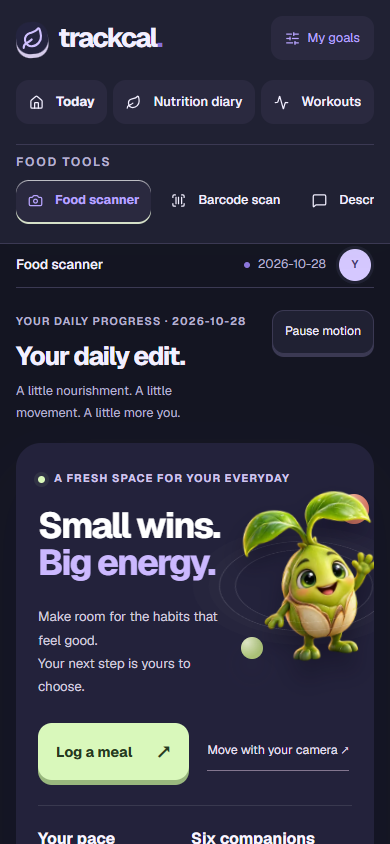 trackcal.
My goals
Today
Nutrition diary
Workouts
FOOD TOOLS
Food scanner
Barcode scan
Descr
Food scanner
2026-10-28
Y
YOUR DAILY PROGRESS · 2026-10-28
Pause motion
Your daily edit.
A little nourishment. A little
movement. A little more you.
A FRESH SPACE FOR YOUR EVERYDAY
Small wins.
Big energy.
Make room for the habits that
feel good.
Your next step is yours to
choose.
Log a meal ↗
Move with your camera ↗
Your pace
Six companions